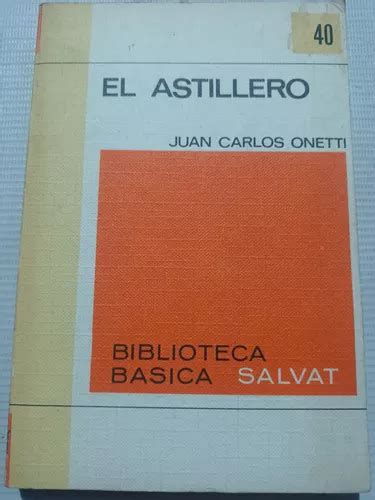 40
EL ASTILLERO
JUAN CARLOS ONETTI
BIBLIOTECA
BASICA SALVAT